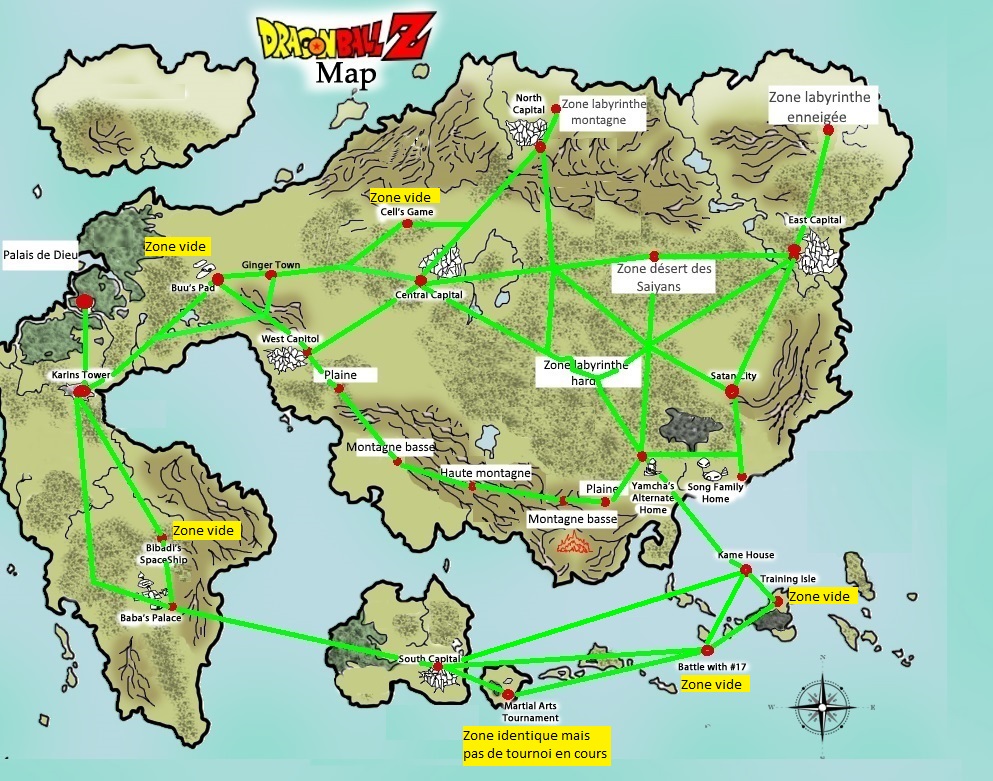 DRAGONBALL Z
Map
North
Capital
Zone labyrinthe
montagne
Zone labyrinthe
enneigée
Zone vide
Cell's Game
East Capital
Palais de Dieu
Zone vide
Ginger Town
Buu's Pad
Central Capital
Zone désert des
Saiyans
West Capitol
Plaine
Zone labyrinthe
hard
Satan City
Karins Tower
Montagne basse
Haute montagne
Plaine
Montagne basse
Yamcha's
Alternate
Home
Song Family
Home
Zone vide
Bibadi's
SpaceShip
Baba's Palace
Kame House
Training Isle
Zone vide
South Capital
Battle with #17
Zone vide
Martial Arts
Tournament
Zone identique mais
pas de tournoi en cours
N
W
E
S